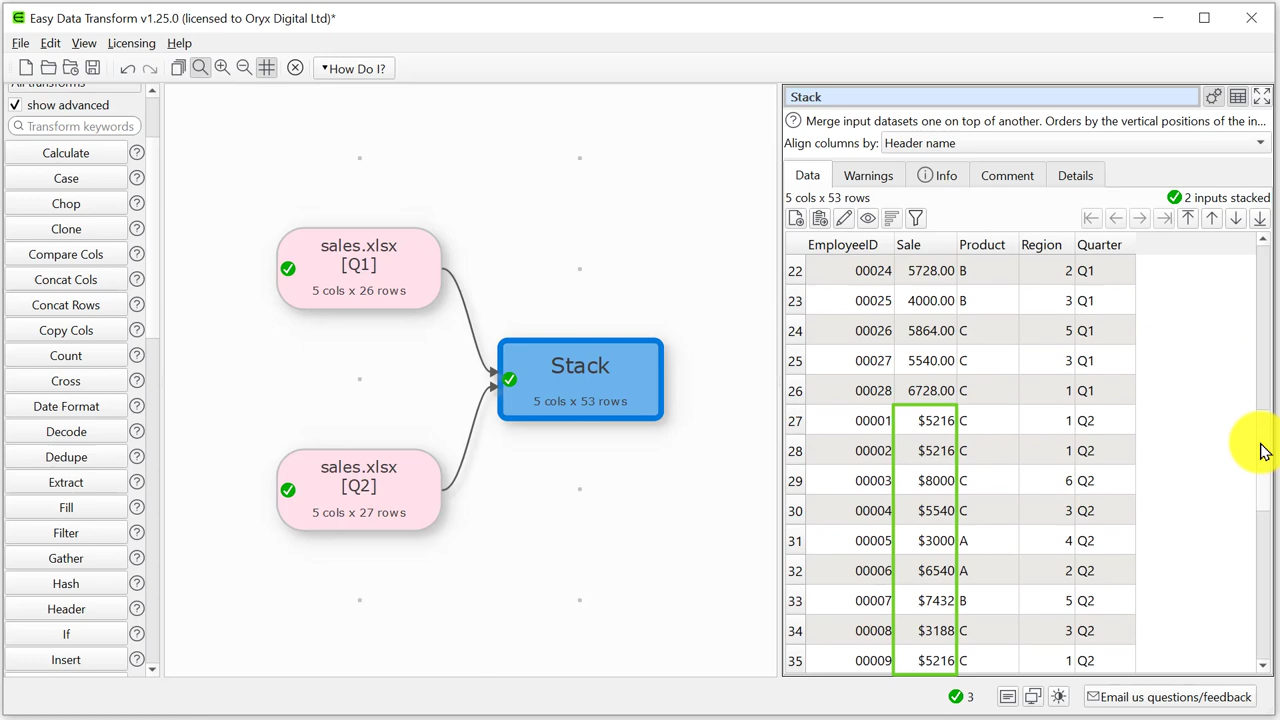 Easy Data Transform v1.25.0 (licensed to Oryx Digital Ltd)*
File Edit View Licensing Help
How Do I?
All transforms
show advanced
Transform keywords
Calculate
Case
Chop
Clone
Compare Cols
Concat Cols
Concat Rows
Copy Cols
Count
Cross
Date Format
Decode
Dedupe
Extract
Fill
Filter
Gather
Hash
Header
If
Insert
sales.xlsx
[Q1]
5 cols x 26 rows
sales.xlsx
[Q2]
5 cols x 27 rows
Stack
5 cols x 53 rows
Stack
Merge input datasets one on top of another. Orders by the vertical positions of the in...
Align columns by: Header name
Data Warnings Info Comment Details
5 cols x 53 rows 2 inputs stacked
EmployeeID Sale Product Region Quarter
22 00024 5728.00 B 2 Q1
23 00025 4000.00 B 3 Q1
24 00026 5864.00 C 5 Q1
25 00027 5540.00 C 3 Q1
26 00028 6728.00 C 1 Q1
27 00001 $5216 C 1 Q2
28 00002 $5216 C 1 Q2
29 00003 $8000 C 6 Q2
30 00004 $5540 C 3 Q2
31 00005 $3000 A 4 Q2
32 00006 $6540 A 2 Q2
33 00007 $7432 B 5 Q2
34 00008 $3188 C 3 Q2
35 00009 $5216 C 1 Q2
3 Email us questions/feedback